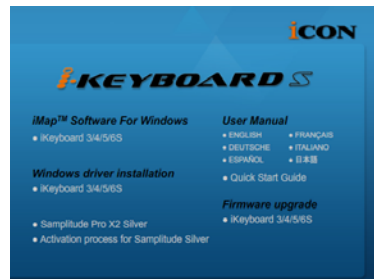 iCON
i-KEYBOARD S
iMap™ Software For Windows
• iKeyboard 3/4/5/6S
Windows driver installation
• iKeyboard 3/4/5/6S
• Samplitude Pro X2 Silver
• Activation process for Samplitude Silver
User Manual
• ENGLISH • FRANÇAIS
• DEUTSCHE • ITALIANO
• ESPAÑOL • 日本語
• Quick Start Guide
Firmware upgrade
• iKeyboard 3/4/5/6S